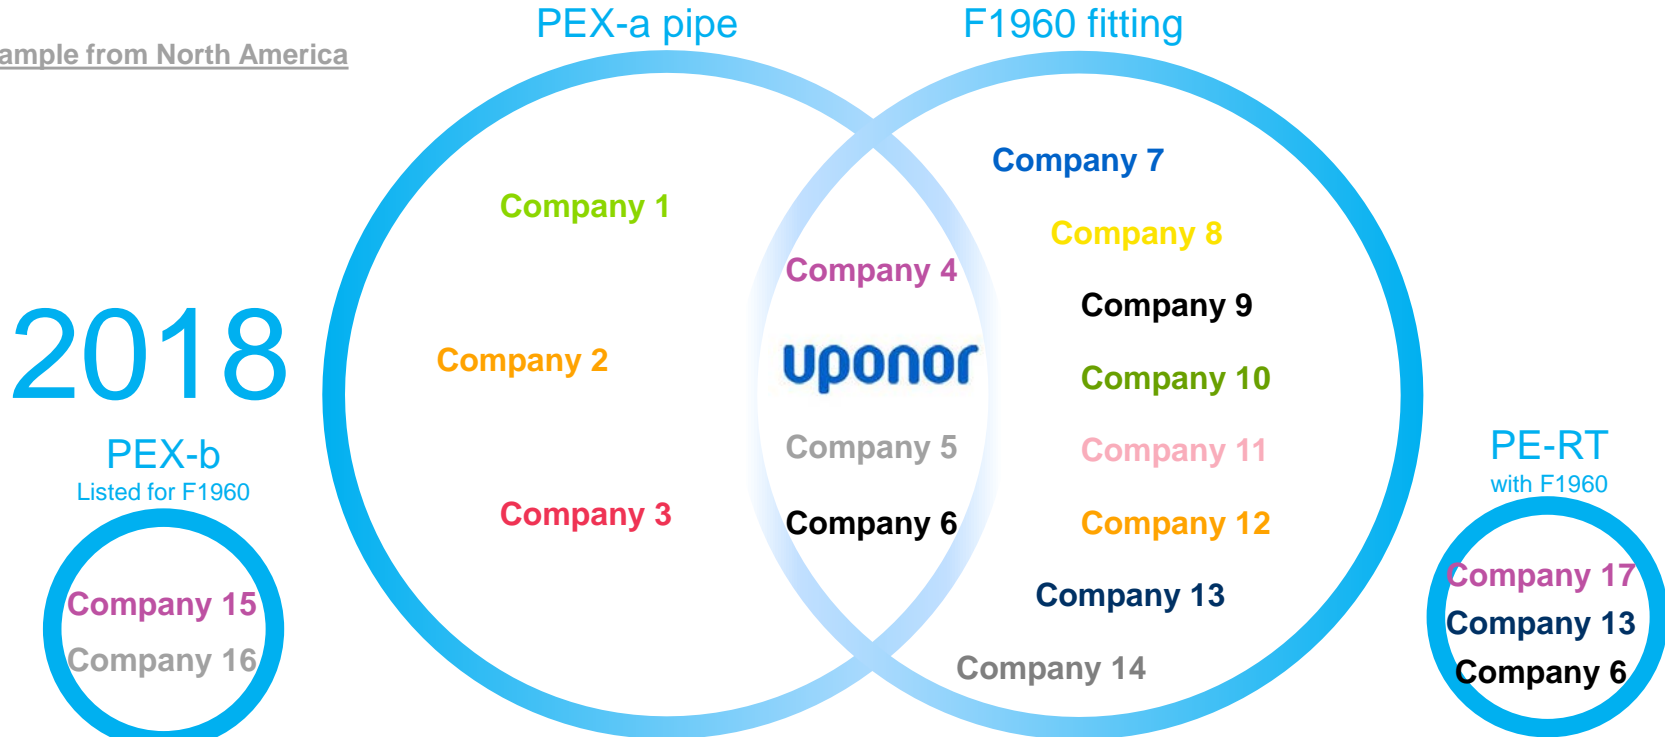 ample from North America
PEX-a pipe
F1960 fitting
2018
Company 1
Company 2
Company 3
Company 4
uponor
Company 5
Company 6
Company 7
Company 8
Company 9
Company 10
Company 11
Company 12
Company 13
Company 14
PEX-b
Listed for F1960
Company 15
Company 16
PE-RT
with F1960
Company 17
Company 13
Company 6